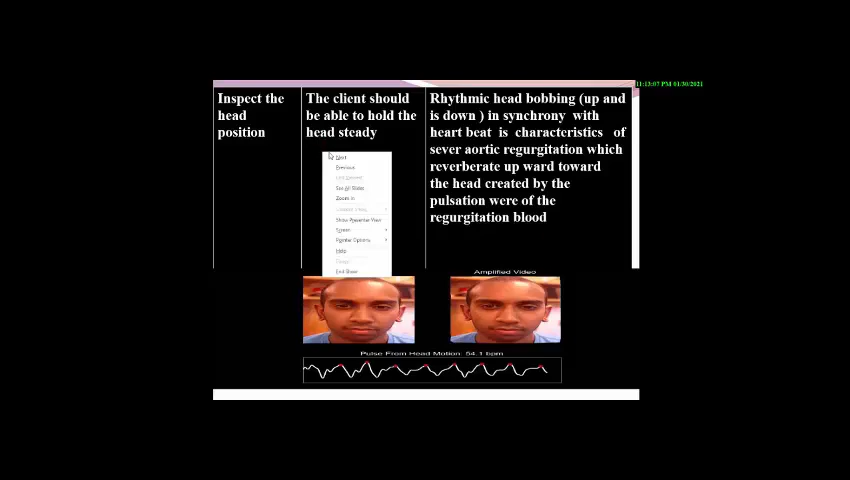 11:13:07 PM 01/30/2021
Inspect the
head
position
The client should
be able to hold the
head steady
Rhythmic head bobbing (up and
is down ) in synchrony with
heart beat is characteristics of
sever aortic regurgitation which
reverberate up ward toward
the head created by the
pulsation were of the
regurgitation blood
Next
Previous
See All Slides
Zoom In
Show Presenter View
Screen
Pointer Options
Help
End Show
Amplified Video
Pulse From Head Motion: 54.1 bpm